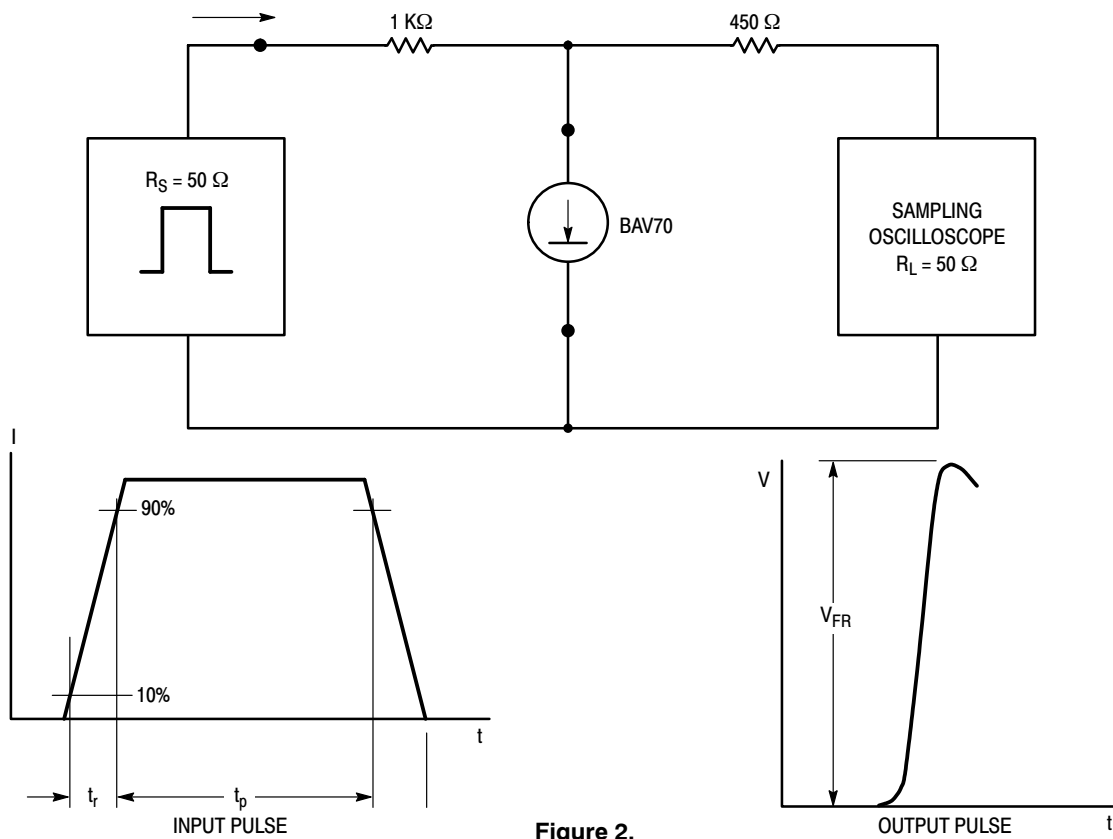 1 KΩ
450 Ω
R_S = 50 Ω
BAV70
SAMPLING
OSCILLOSCOPE
R_L = 50 Ω
I
90%
10%
t
t_r
t_p
INPUT PULSE
V
V_FR
t
OUTPUT PULSE
Figure 2.